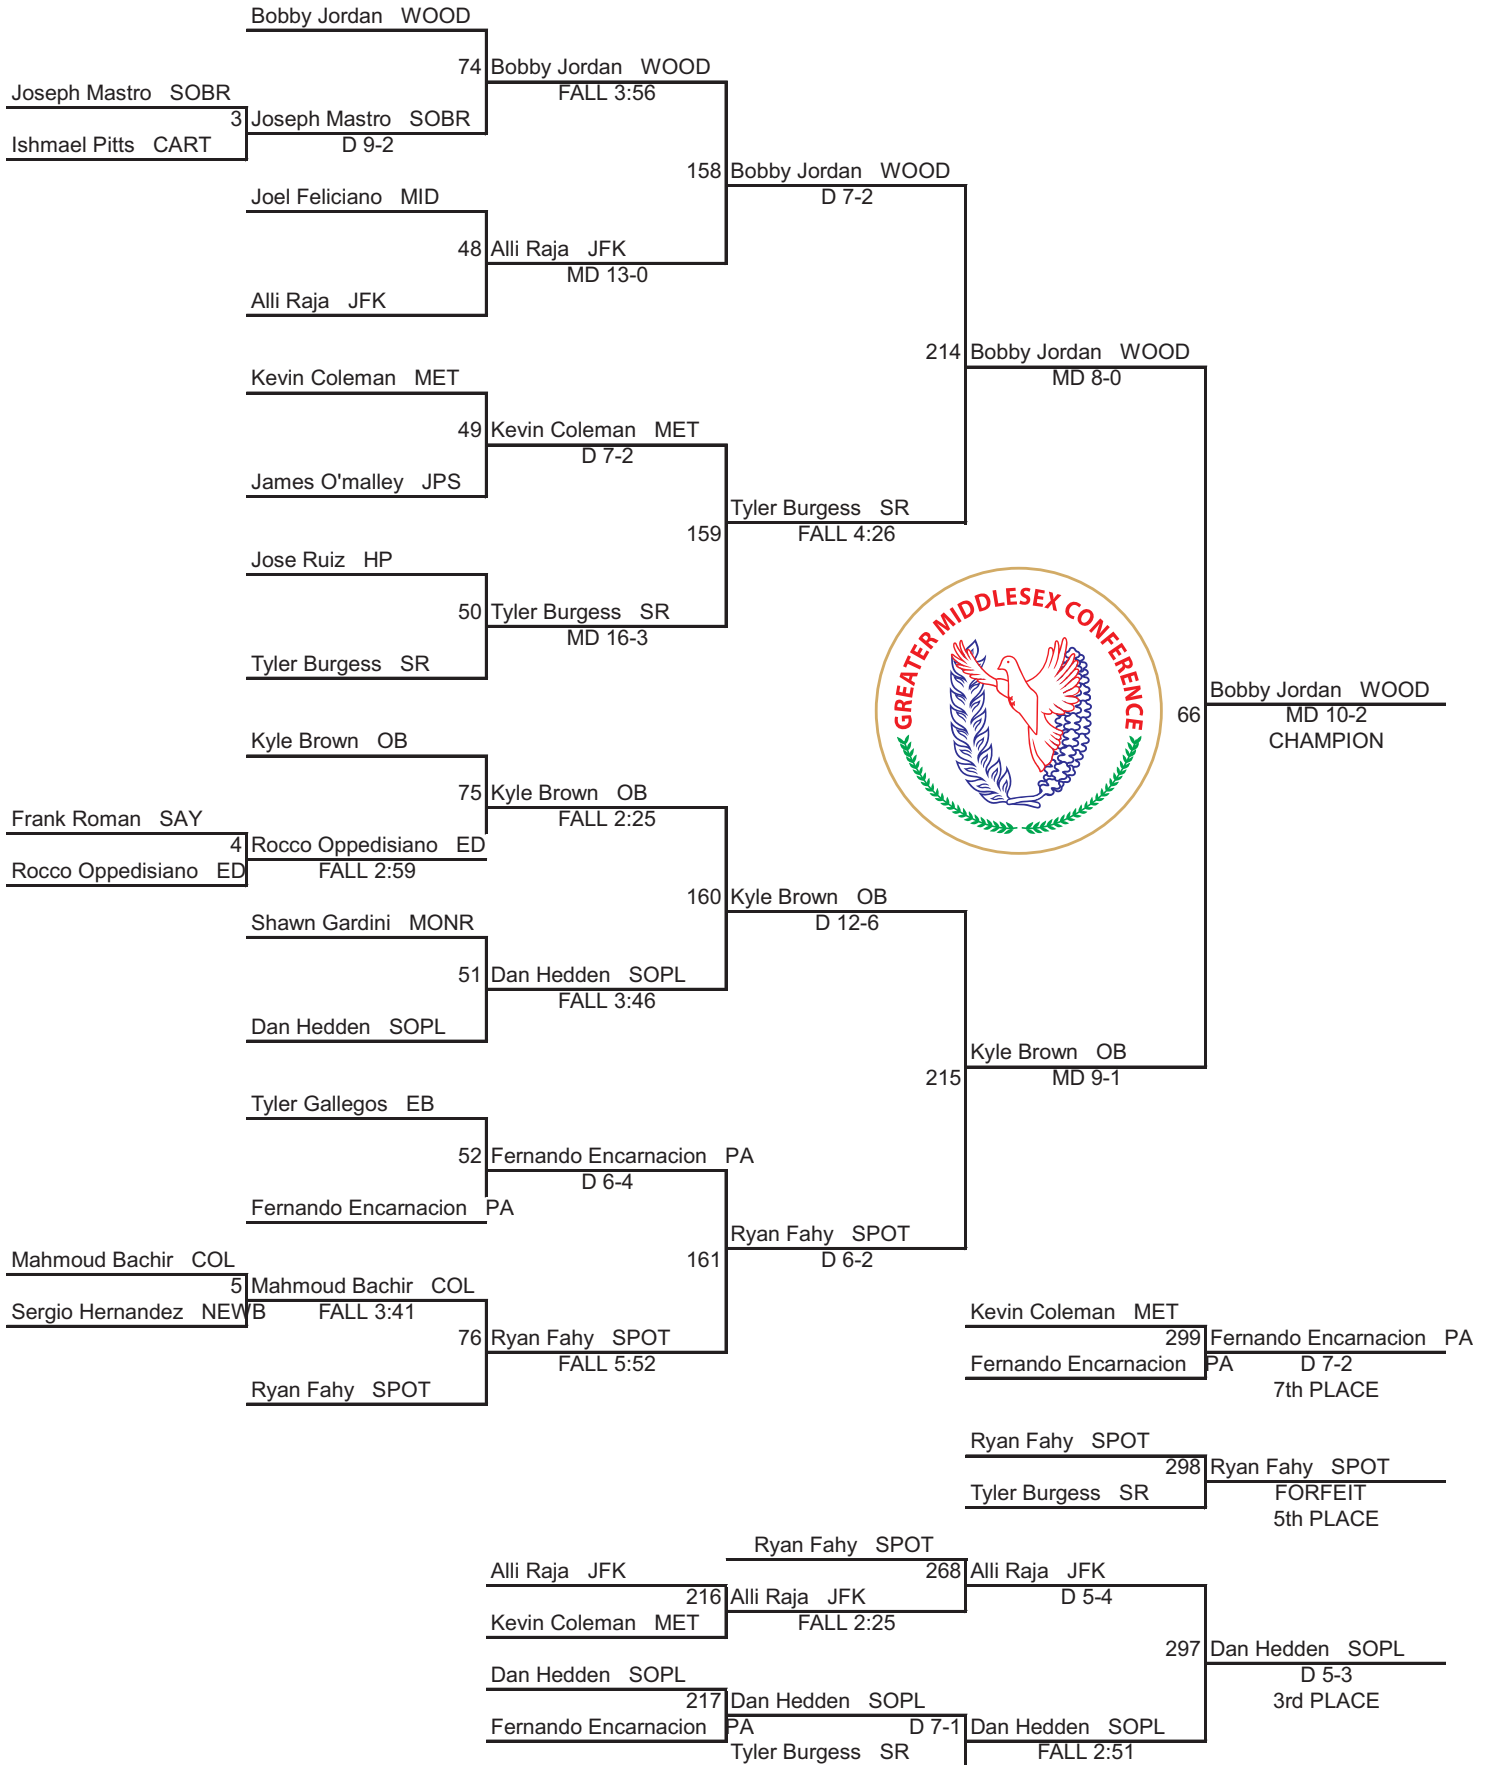 Bobby Jordan WOOD
74 Bobby Jordan WOOD
Joseph Mastro SOBR
FALL 3:56
3 Joseph Mastro SOBR
Ishmael Pitts CART
D 9-2
158 Bobby Jordan WOOD
Joel Feliciano MID
D 7-2
48 Alli Raja JFK
MD 13-0
Alli Raja JFK
214 Bobby Jordan WOOD
Kevin Coleman MET
MD 8-0
49 Kevin Coleman MET
D 7-2
James O'malley JPS
Tyler Burgess SR
159
FALL 4:26
Jose Ruiz HP
50 Tyler Burgess SR
MD 16-3
Tyler Burgess SR
GREATER MIDDLESEX CONFERENCE
Bobby Jordan WOOD
66
MD 10-2
CHAMPION
Kyle Brown OB
75 Kyle Brown OB
Frank Roman SAY
FALL 2:25
4 Rocco Oppedisiano ED
Rocco Oppedisiano ED
FALL 2:59
160 Kyle Brown OB
Shawn Gardini MONR
D 12-6
51 Dan Hedden SOPL
FALL 3:46
Dan Hedden SOPL
Kyle Brown OB
215
MD 9-1
Tyler Gallegos EB
52 Fernando Encarnacion PA
D 6-4
Fernando Encarnacion PA
Ryan Fahy SPOT
Mahmoud Bachir COL
161
D 6-2
5 Mahmoud Bachir COL
Sergio Hernandez NEWB
FALL 3:41
Kevin Coleman MET
76 Ryan Fahy SPOT
299 Fernando Encarnacion PA
FALL 5:52
Fernando Encarnacion PA
D 7-2
Ryan Fahy SPOT
7th PLACE
Ryan Fahy SPOT
298 Ryan Fahy SPOT
Tyler Burgess SR
FORFEIT
5th PLACE
Ryan Fahy SPOT
Alli Raja JFK
268 Alli Raja JFK
216 Alli Raja JFK
D 5-4
Kevin Coleman MET
FALL 2:25
297 Dan Hedden SOPL
Dan Hedden SOPL
D 5-3
217 Dan Hedden SOPL
3rd PLACE
Fernando Encarnacion PA
D 7-1 Dan Hedden SOPL
Tyler Burgess SR
FALL 2:51